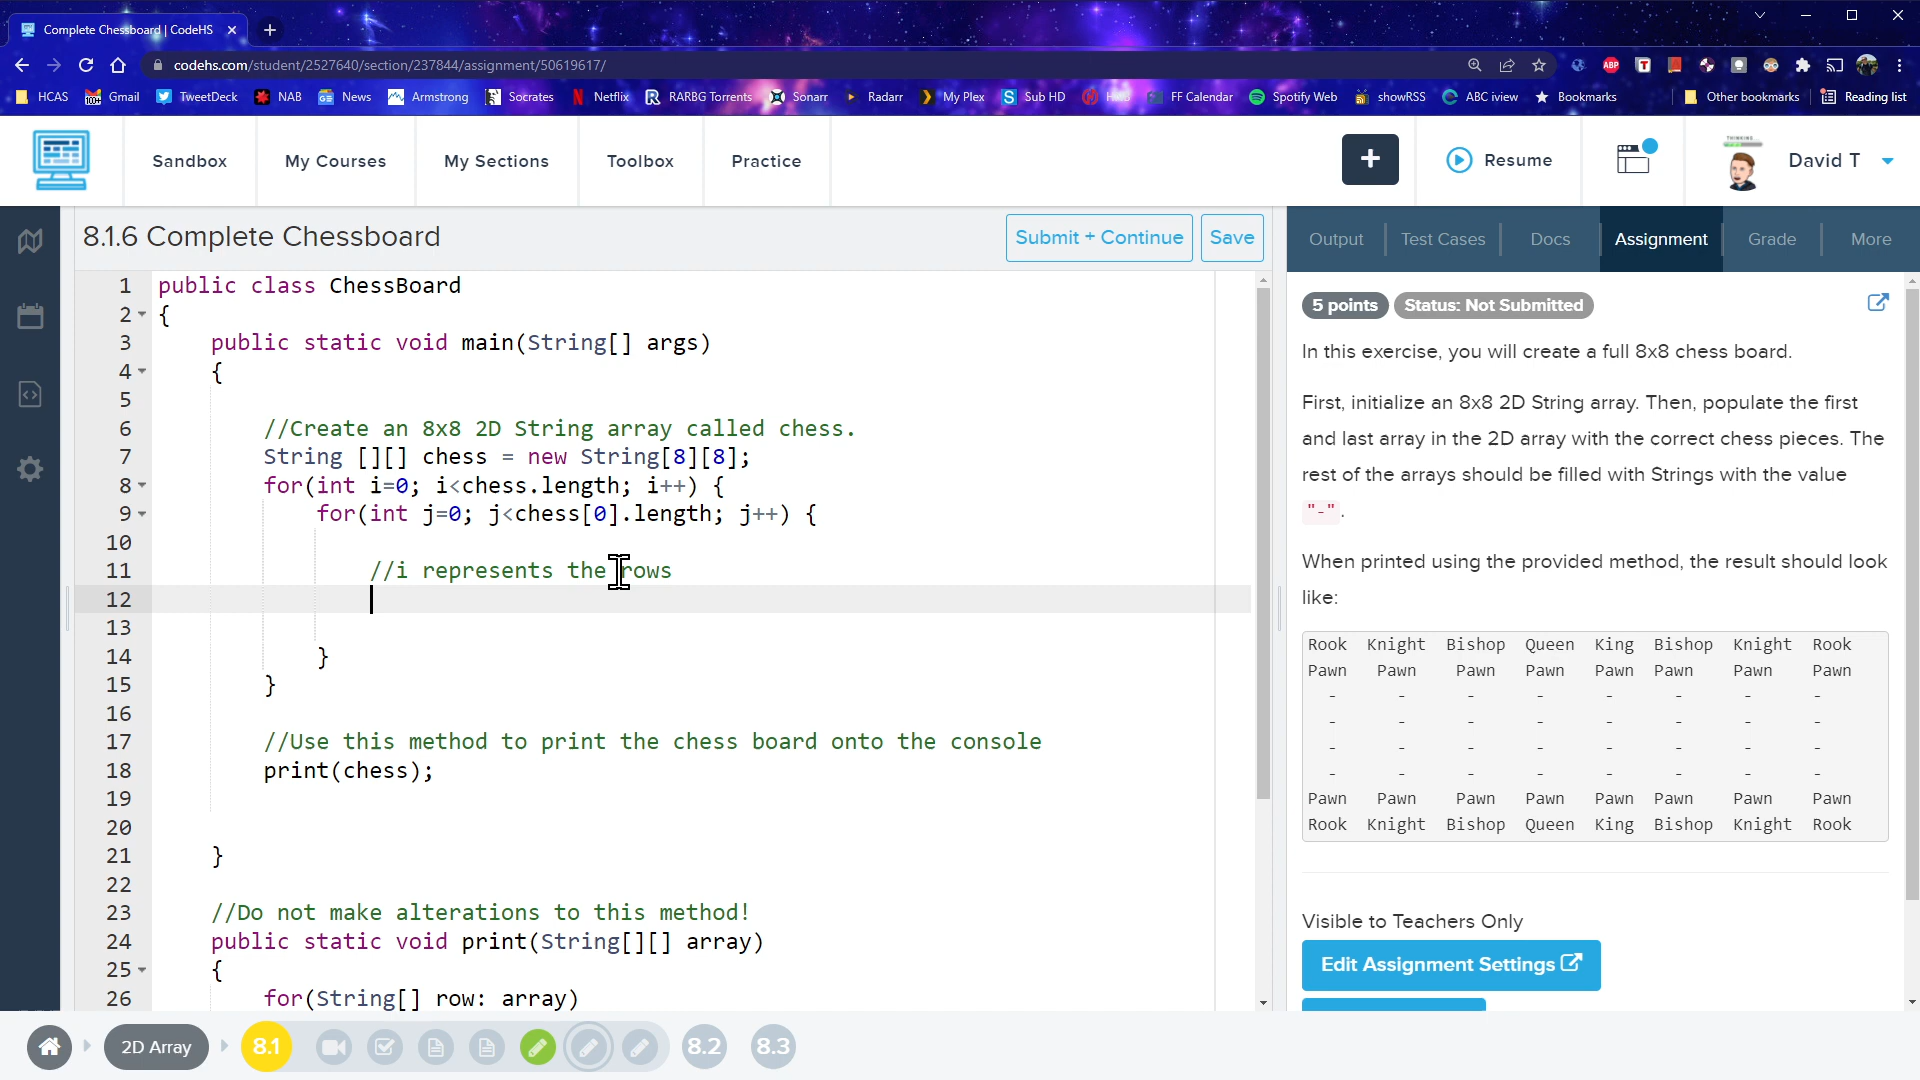 Complete Chessboard | CodeHS
codehs.com/student/2527640/section/237844/assignment/50619617/
HCAS Gmail TweetDeck NAB News Armstrong Socrates Netflix RARBG Torrents Sonarr Radarr My Plex Sub HD FF Calendar Spotify Web showRSS ABC iview Bookmarks Other bookmarks Reading list
Sandbox My Courses My Sections Toolbox Practice + Resume David T
8.1.6 Complete Chessboard Submit + Continue Save
1 public class ChessBoard
2 {
3 public static void main(String[] args)
4 {
5
6 //Create an 8x8 2D String array called chess.
7 String [][] chess = new String[8][8];
8 for(int i=0; i<chess.length; i++) {
9 for(int j=0; j<chess[0].length; j++) {
10
11 //i represents the rows
12
13
14 }
15 }
16
17 //Use this method to print the chess board onto the console
18 print(chess);
19
20
21 }
22
23 //Do not make alterations to this method!
24 public static void print(String[][] array)
25 {
26 for(String[] row: array)
Output Test Cases Docs Assignment Grade More
5 points Status: Not Submitted
In this exercise, you will create a full 8x8 chess board.
First, initialize an 8x8 2D String array. Then, populate the first
and last array in the 2D array with the correct chess pieces. The
rest of the arrays should be filled with Strings with the value
"-".
When printed using the provided method, the result should look
like:
Rook Knight Bishop Queen King Bishop Knight Rook
Pawn Pawn Pawn Pawn Pawn Pawn Pawn Pawn
- - - - - - - -
- - - - - - - -
- - - - - - - -
- - - - - - - -
Pawn Pawn Pawn Pawn Pawn Pawn Pawn Pawn
Rook Knight Bishop Queen King Bishop Knight Rook
Visible to Teachers Only
Edit Assignment Settings
2D Array 8.1 8.2 8.3